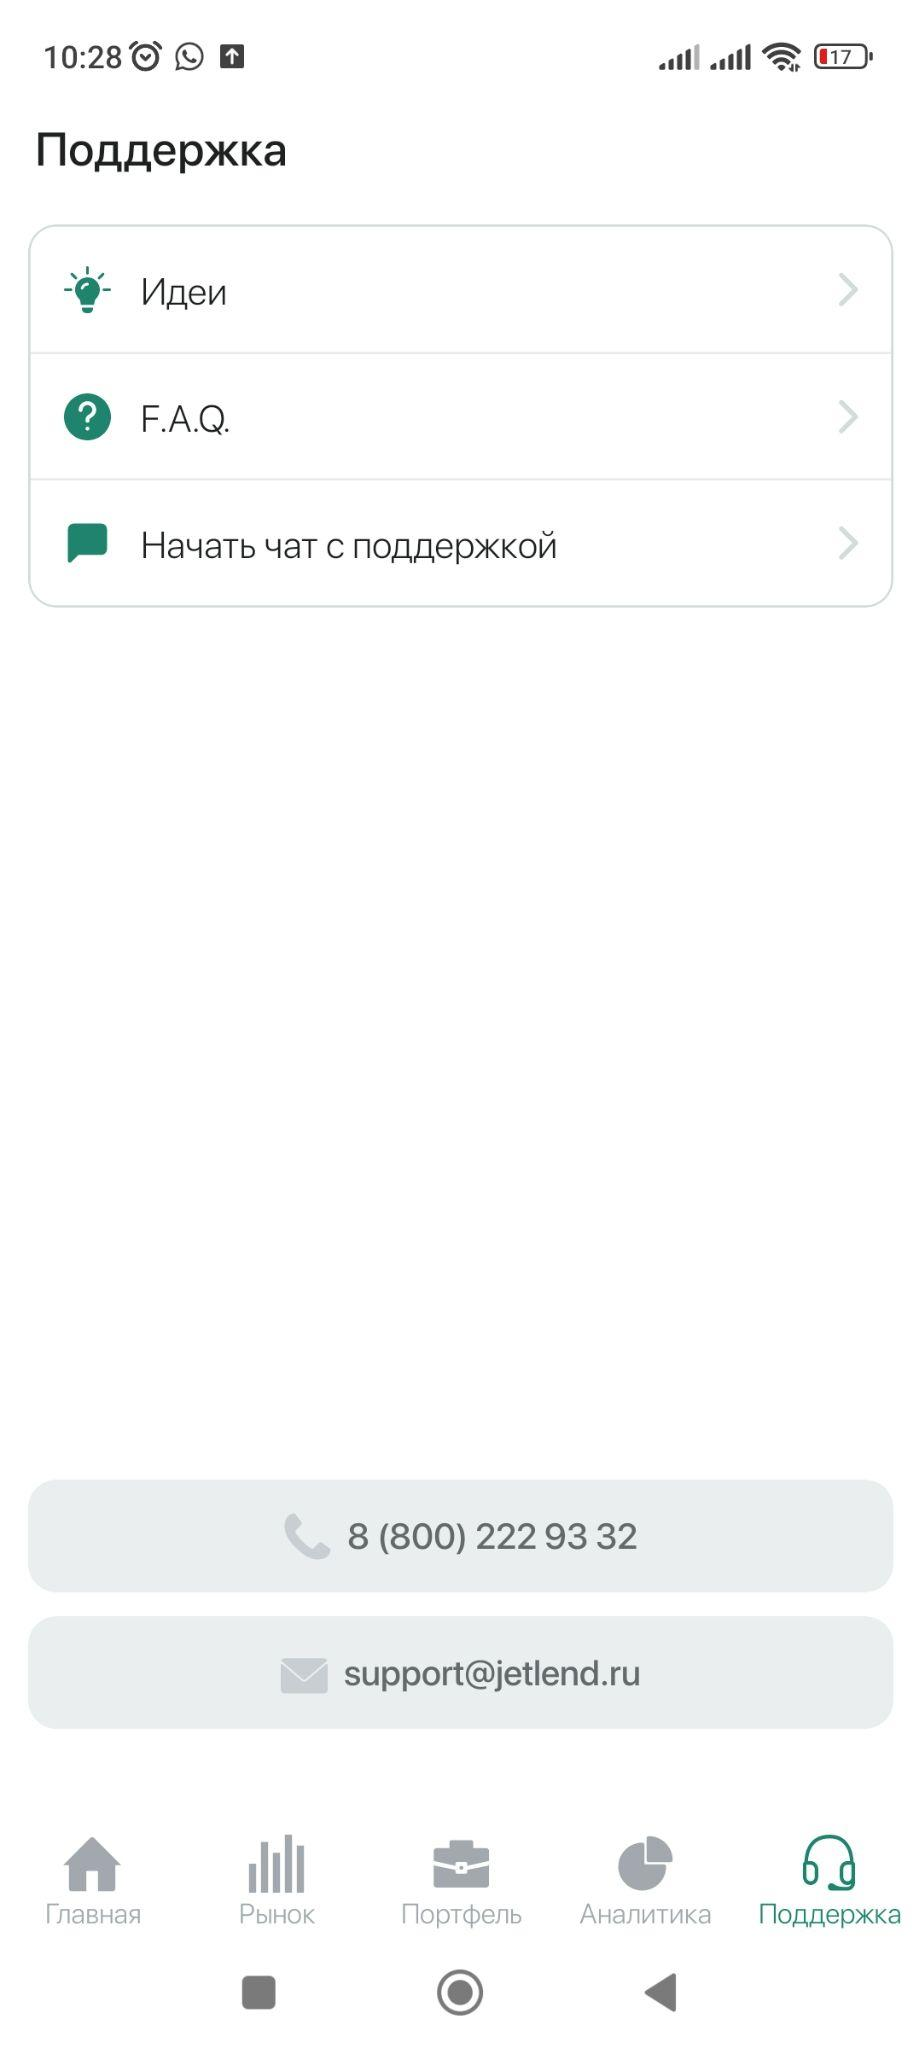 10:28
17
Поддержка
Идеи
F.A.Q.
Начать чат с поддержкой
8 (800) 222 93 32
support@jetlend.ru
Главная Рынок Портфель Аналитика Поддержка